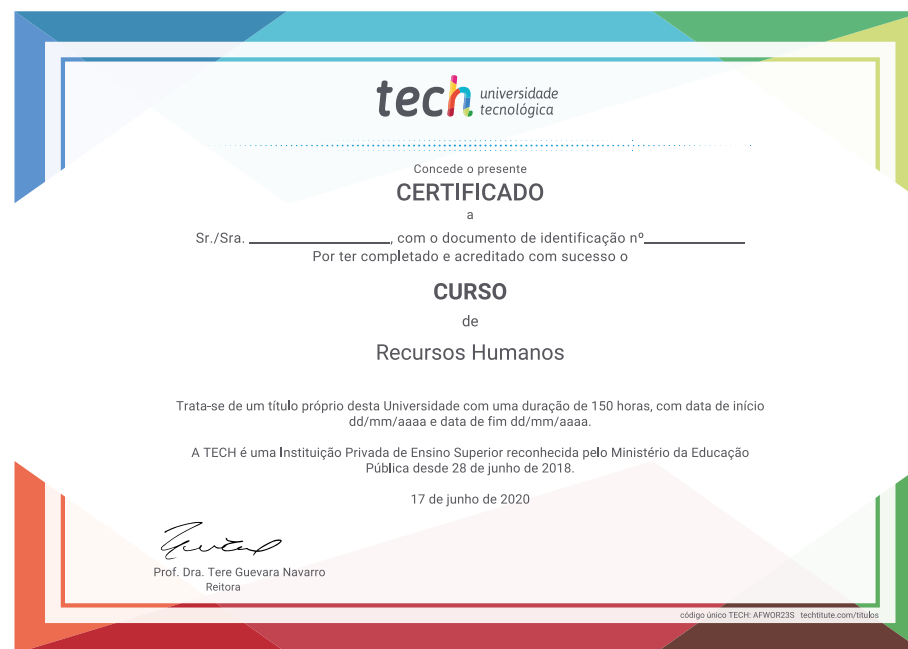 tech universidade
tecnológica
Concede o presente
CERTIFICADO
a
Sr./Sra. ____________________, com o documento de identificação nº______________
Por ter completado e acreditado com sucesso o
CURSO
de
Recursos Humanos
Trata-se de um título próprio desta Universidade com uma duração de 150 horas, com data de início
dd/mm/aaaa e data de fim dd/mm/aaaa.
A TECH é uma Instituição Privada de Ensino Superior reconhecida pelo Ministério da Educação
Pública desde 28 de junho de 2018.
17 de junho de 2020
Prof. Dra. Tere Guevara Navarro
Reitora
código único TECH: AFWOR23S techtitute.com/titulos